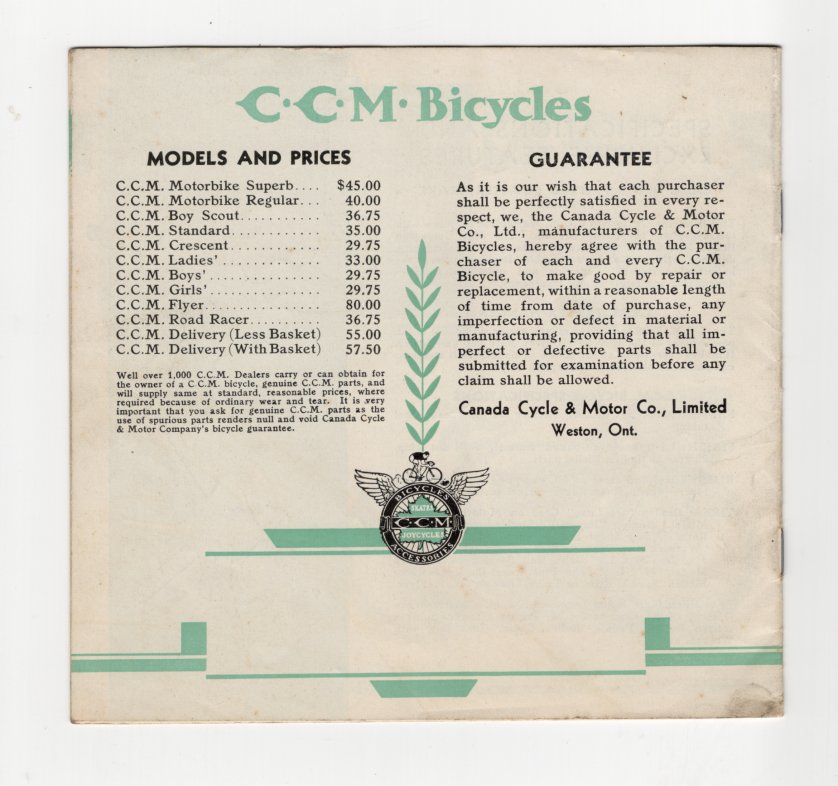 C·C·M· Bicycles
MODELS AND PRICES
C.C.M. Motorbike Superb.... $45.00
C.C.M. Motorbike Regular... 40.00
C.C.M. Boy Scout........... 36.75
C.C.M. Standard............ 35.00
C.C.M. Crescent............ 29.75
C.C.M. Ladies' ............. 33.00
C.C.M. Boys' ............... 29.75
C.C.M. Girls' .............. 29.75
C.C.M. Flyer............... 80.00
C.C.M. Road Racer.......... 36.75
C.C.M. Delivery (Less Basket) 55.00
C.C.M. Delivery (With Basket) 57.50
Well over 1,000 C.C.M. Dealers carry or can obtain for
the owner of a C C.M. bicycle, genuine C.C.M. parts, and
will supply same at standard, reasonable prices, where
required because of ordinary wear and tear. It is very
important that you ask for genuine C.C.M. parts as the
use of spurious parts renders null and void Canada Cycle
& Motor Company's bicycle guarantee.
GUARANTEE
As it is our wish that each purchaser
shall be perfectly satisfied in every re-
spect, we, the Canada Cycle & Motor
Co., Ltd., manufacturers of C.C.M.
Bicycles, hereby agree with the pur-
chaser of each and every C.C.M.
Bicycle, to make good by repair or
replacement, within a reasonable length
of time from date of purchase, any
imperfection or defect in material or
manufacturing, providing that all im-
perfect or defective parts shall be
submitted for examination before any
claim shall be allowed.
Canada Cycle & Motor Co., Limited
Weston, Ont.
BICYCLES
SKATES
C·C·M
JOYCYCLES
ACCESSORIES